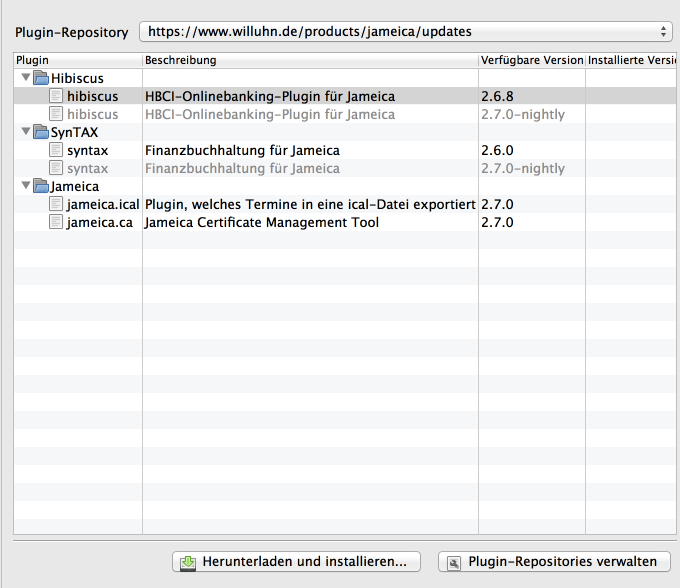 Plugin-Repository https://www.willuhn.de/products/jameica/updates
Plugin Beschreibung Verfügbare Version Installierte Versi
Hibiscus
hibiscus HBCI-Onlinebanking-Plugin für Jameica 2.6.8
hibiscus HBCI-Onlinebanking-Plugin für Jameica 2.7.0-nightly
SynTAX
syntax Finanzbuchhaltung für Jameica 2.6.0
syntax Finanzbuchhaltung für Jameica 2.7.0-nightly
Jameica
jameica.ical Plugin, welches Termine in eine ical-Datei exportiert 2.7.0
jameica.ca Jameica Certificate Management Tool 2.7.0
Herunterladen und installieren... Plugin-Repositories verwalten